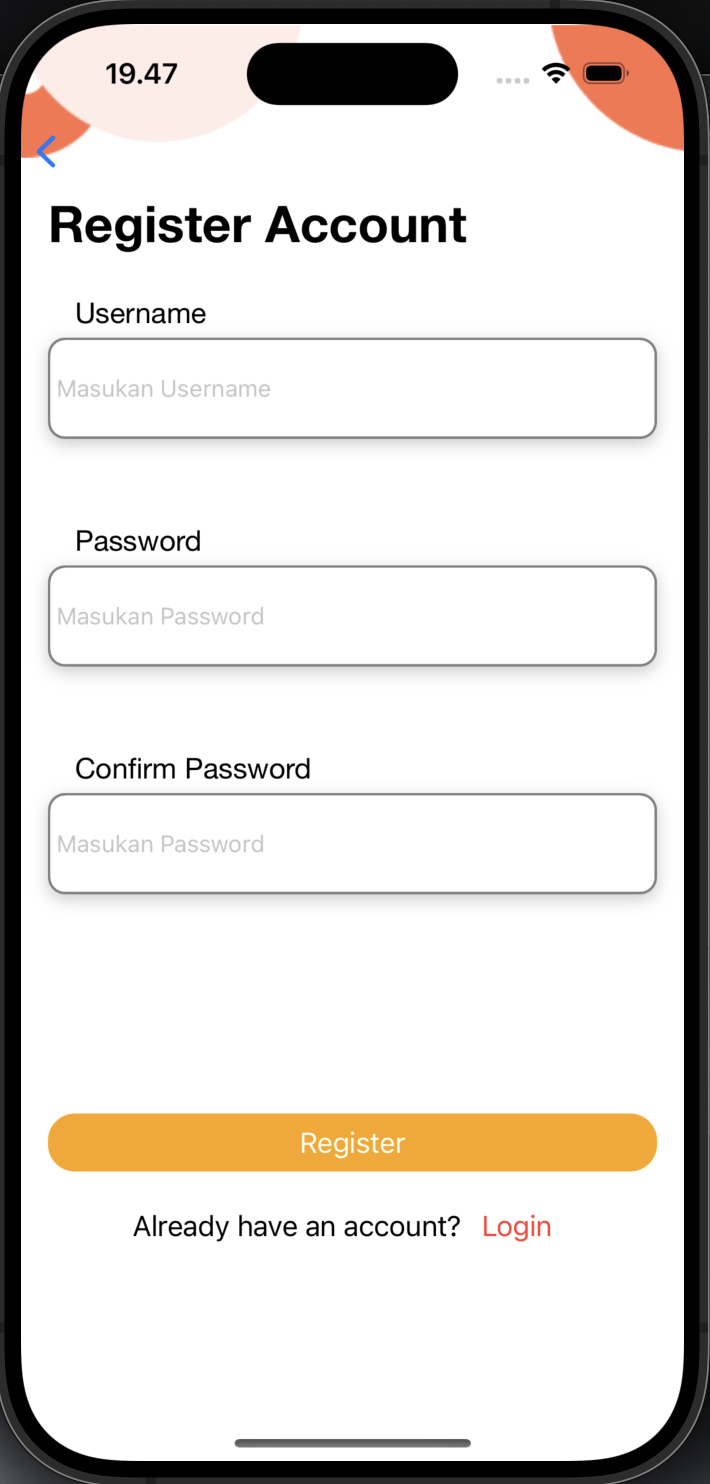 19.47
Register Account
Username
Masukan Username
Password
Masukan Password
Confirm Password
Masukan Password
Register
Already have an account? Login